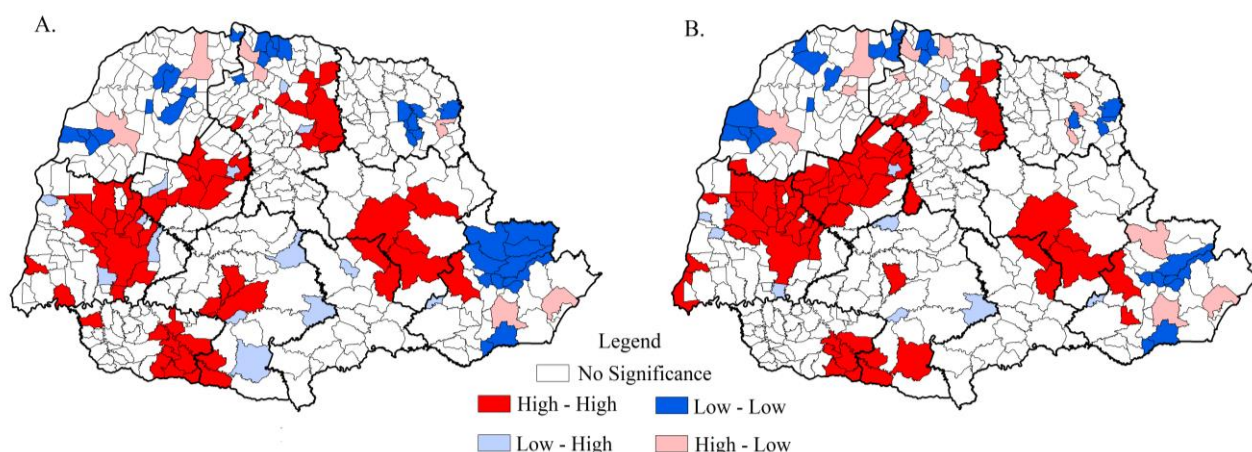 A.
B.
Legend
No Significance
High - High
Low - Low
Low - High
High - Low